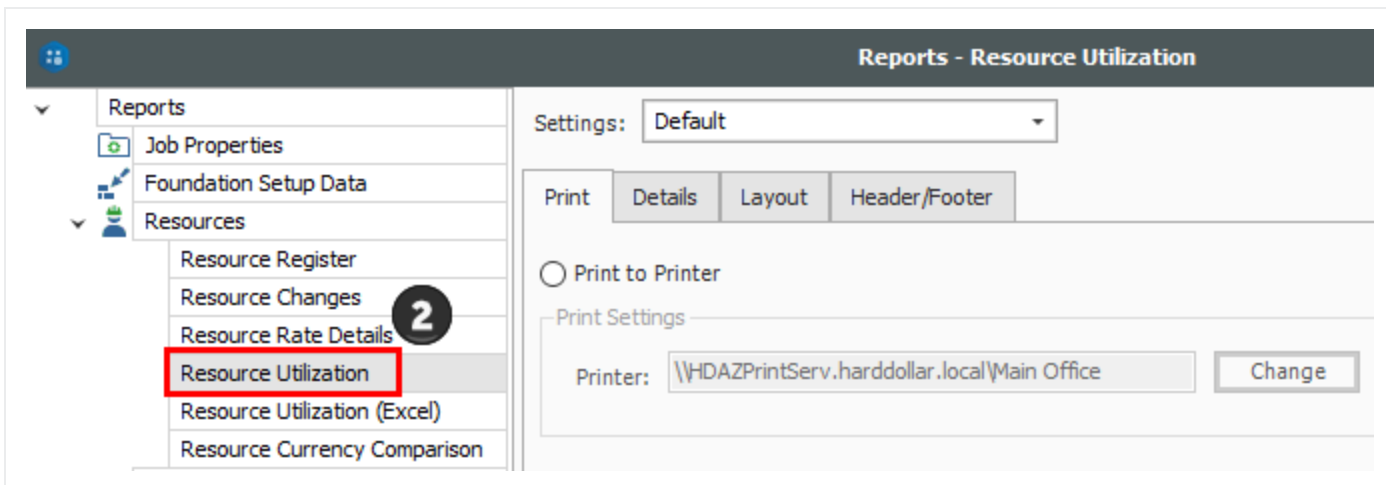 Reports - Resource Utilization
Reports
Job Properties
Foundation Setup Data
Resources
Resource Register
Resource Changes
2
Resource Rate Details
Resource Utilization
Resource Utilization (Excel)
Resource Currency Comparison
Settings: Default
Print Details Layout Header/Footer
Print to Printer
Print Settings
Printer: \\HDAZPrintServ.harddollar.local\Main Office Change